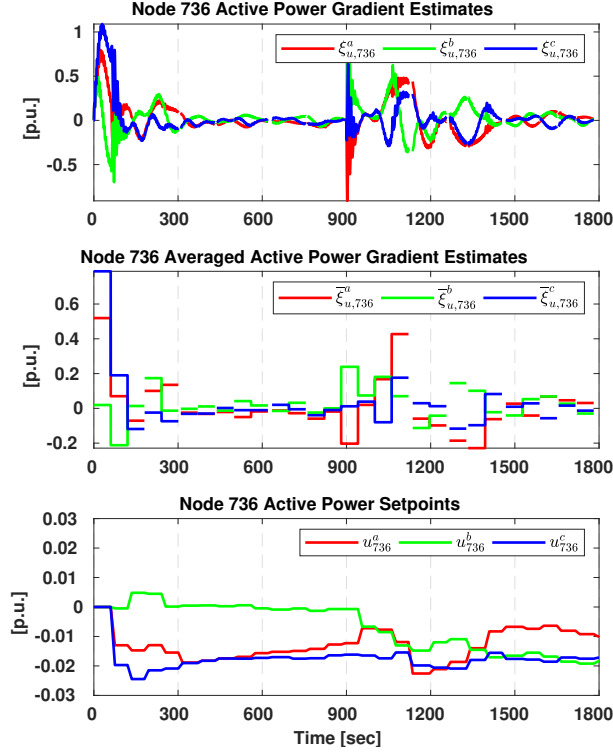 Node 736 Active Power Gradient Estimates
1
0.5
0
-0.5
[p.u.]
ξ^a_{u,736} ξ^b_{u,736} ξ^c_{u,736}
0 300 600 900 1200 1500 1800
Node 736 Averaged Active Power Gradient Estimates
0.6
0.4
0.2
0
-0.2
[p.u.]
ξ̅^a_{u,736} ξ̅^b_{u,736} ξ̅^c_{u,736}
0 300 600 900 1200 1500 1800
Node 736 Active Power Setpoints
0.03
0.02
0.01
0
-0.01
-0.02
-0.03
[p.u.]
u^a_{736} u^b_{736} u^c_{736}
0 300 600 900 1200 1500 1800
Time [sec]